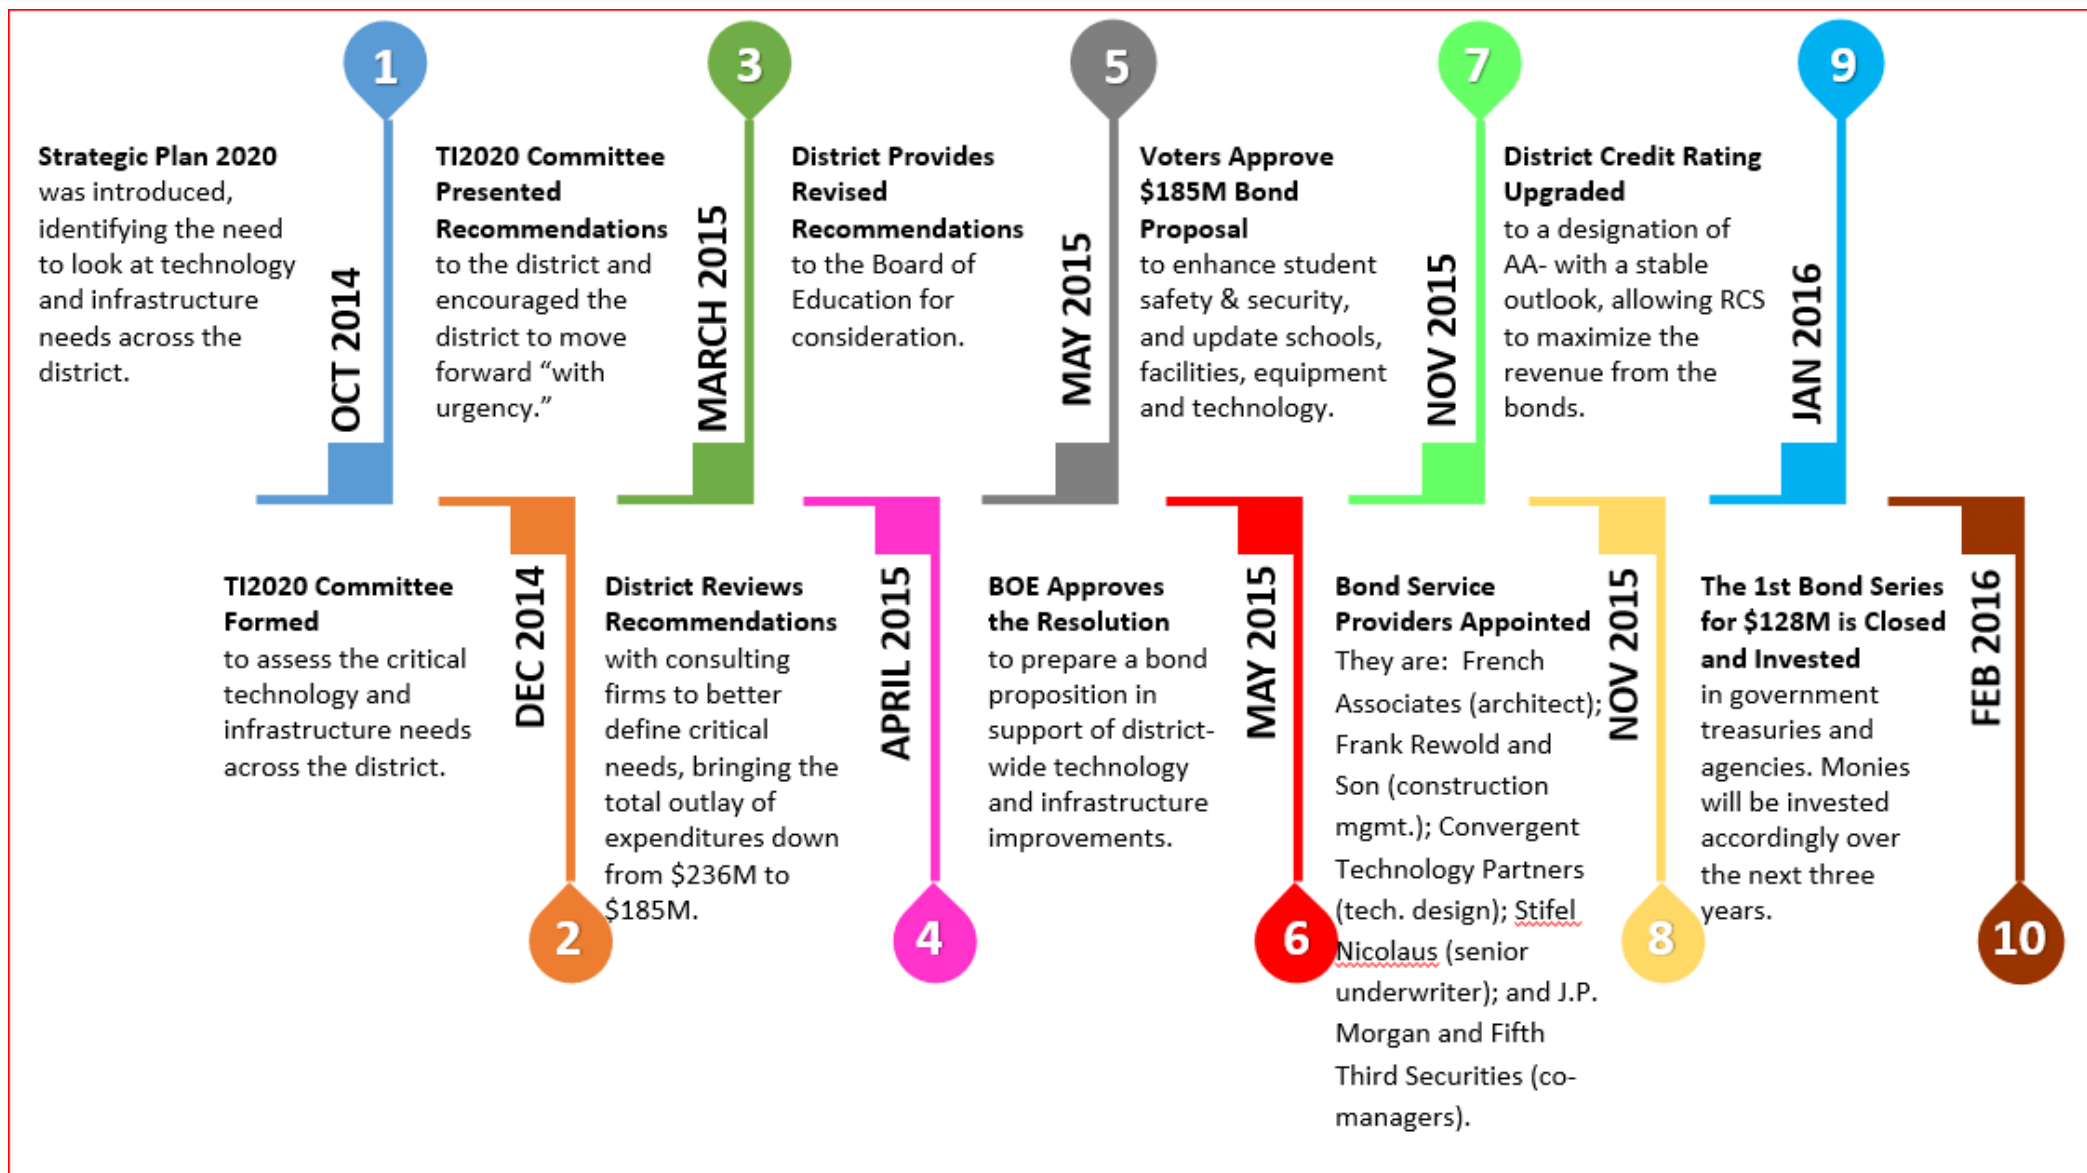 1
Strategic Plan 2020
was introduced,
identifying the need
to look at technology
and infrastructure
needs across the
district.
OCT 2014
TI2020 Committee
Formed
to assess the critical
technology and
infrastructure needs
across the district.
DEC 2014
2
3
TI2020 Committee
Presented
Recommendations
to the district and
encouraged the
district to move
forward “with
urgency.”
MARCH 2015
District Reviews
Recommendations
with consulting
firms to better
define critical
needs, bringing the
total outlay of
expenditures down
from $236M to
$185M.
APRIL 2015
4
5
District Provides
Revised
Recommendations
to the Board of
Education for
consideration.
MAY 2015
BOE Approves
the Resolution
to prepare a bond
proposition in
support of district-
wide technology
and infrastructure
improvements.
MAY 2015
6
7
Voters Approve
$185M Bond
Proposal
to enhance student
safety & security,
and update schools,
facilities, equipment
and technology.
NOV 2015
Bond Service
Providers Appointed
They are:  French
Associates (architect);
Frank Rewold and
Son (construction
mgmt.); Convergent
Technology Partners
(tech. design); Stifel
Nicolaus (senior
underwriter); and J.P.
Morgan and Fifth
Third Securities (co-
managers).
NOV 2015
8
9
District Credit Rating
Upgraded
to a designation of
AA- with a stable
outlook, allowing RCS
to maximize the
revenue from the
bonds.
JAN 2016
The 1st Bond Series
for $128M is Closed
and Invested
in government
treasuries and
agencies. Monies
will be invested
accordingly over
the next three
years.
FEB 2016
10